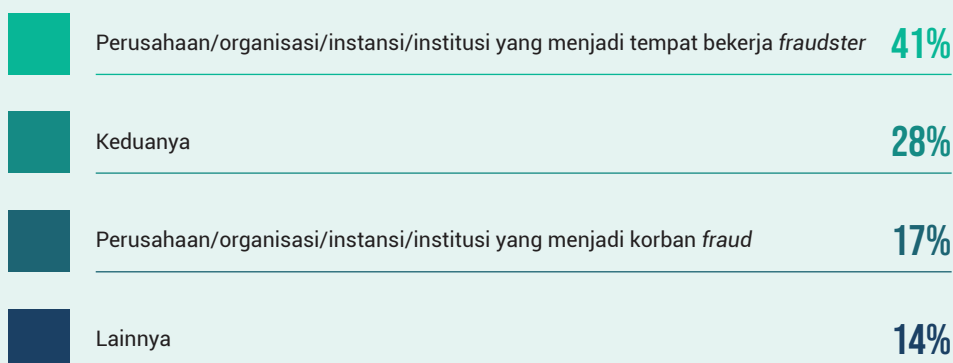 Perusahaan/organisasi/instansi/institusi yang menjadi tempat bekerja fraudster 41%
Keduanya 28%
Perusahaan/organisasi/instansi/institusi yang menjadi korban fraud 17%
Lainnya 14%